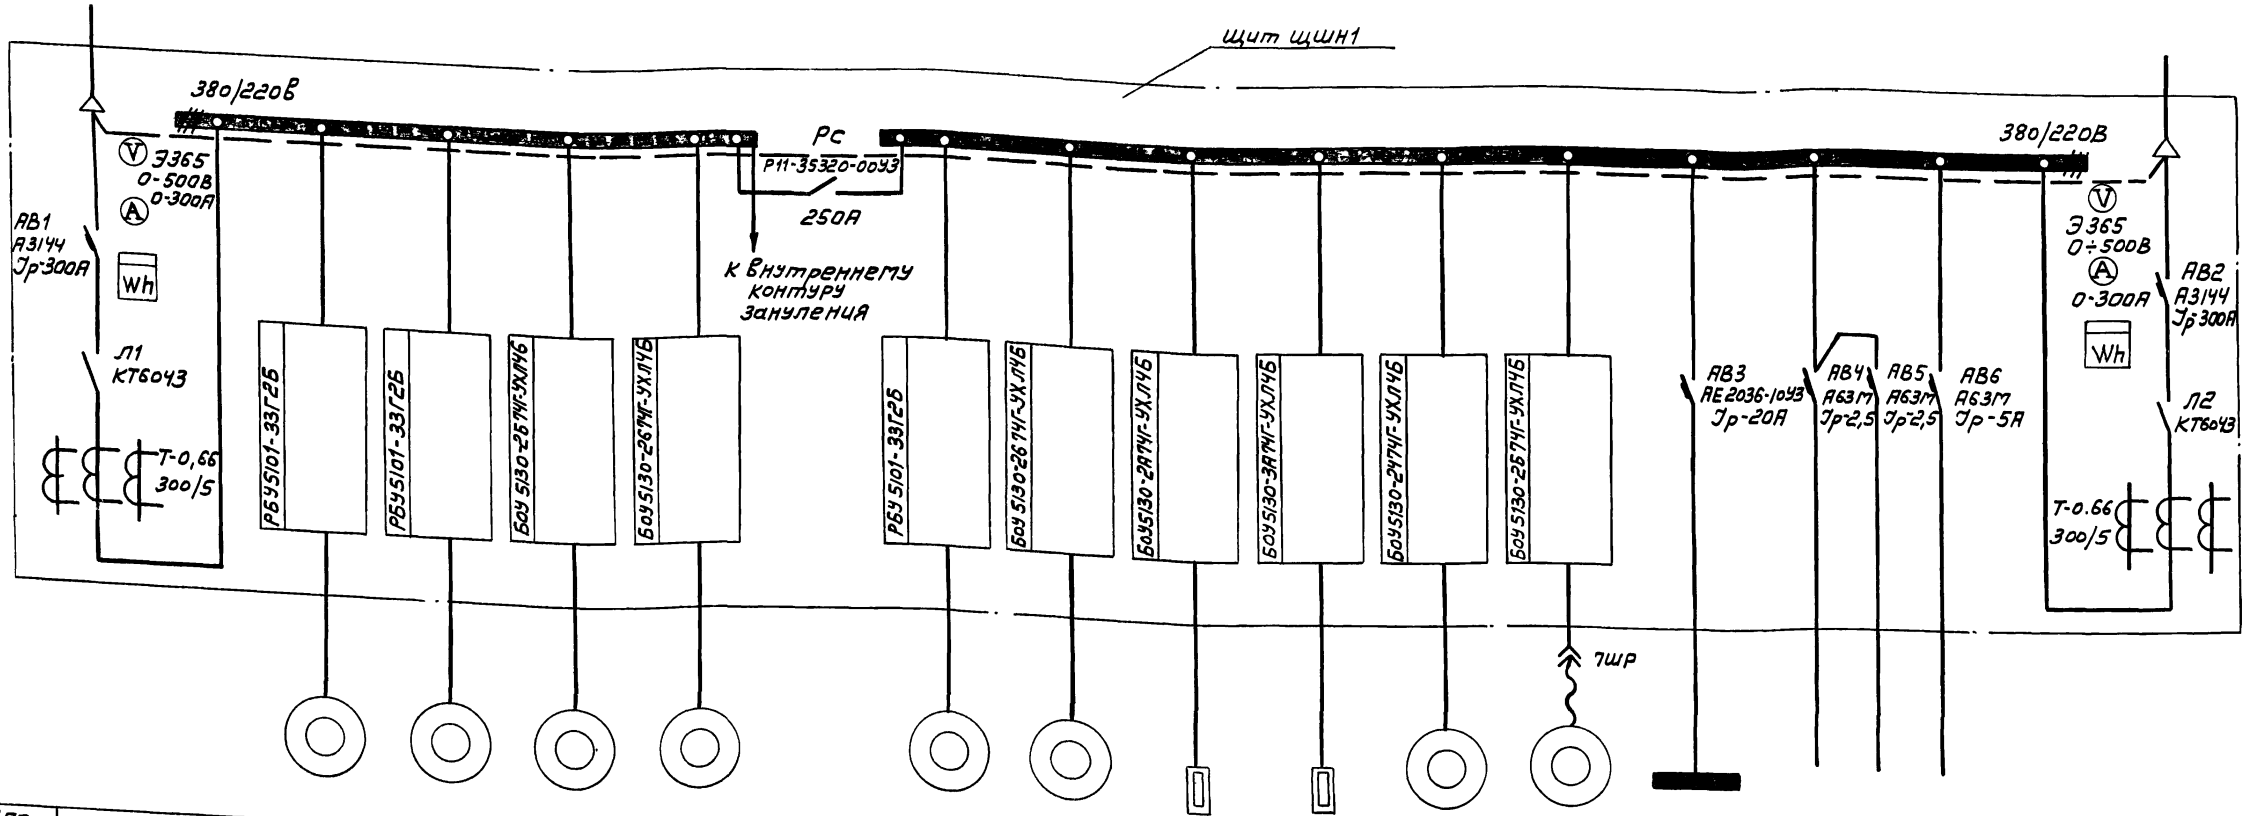 щит ЩШН1
380/220В
V Э365
0-500В
0-300А
A
АВ1
А3144
Jр-300А
Wh
Л1
КТ6043
Т-0,66
300/5
РС
Р11-35320-00У3
250А
к внутреннему
контуру
зануления
РБУ5101-33Г2Б
РБУ5101-33Г2Б
БОУ5130-2Б74Г-УХЛ4Б
БОУ5130-2674Г-УХЛ4Б
РБУ5101-33Г2Б
БОУ5130-2674Г-УХЛ4Б
БОУ5130-2А74Г-УХЛ4Б
БОУ5130-3А74Г-УХЛ4Б
БОУ5130-2474Г-УХЛ4Б
БОУ5130-2Б74Г-УХЛ4Б
7ШР
АВ3
АЕ2036-10У3
Jр-20А
АВ4
А63М
Jр-2,5
АВ5
А63М
Jр-2,5
АВ6
А63М
Jр-5А
380/220В
V
Э365
0÷500В
A
0-300А
Wh
АВ2
А3144
Jр-300А
Л2
КТ6043
Т-0.66
300/5